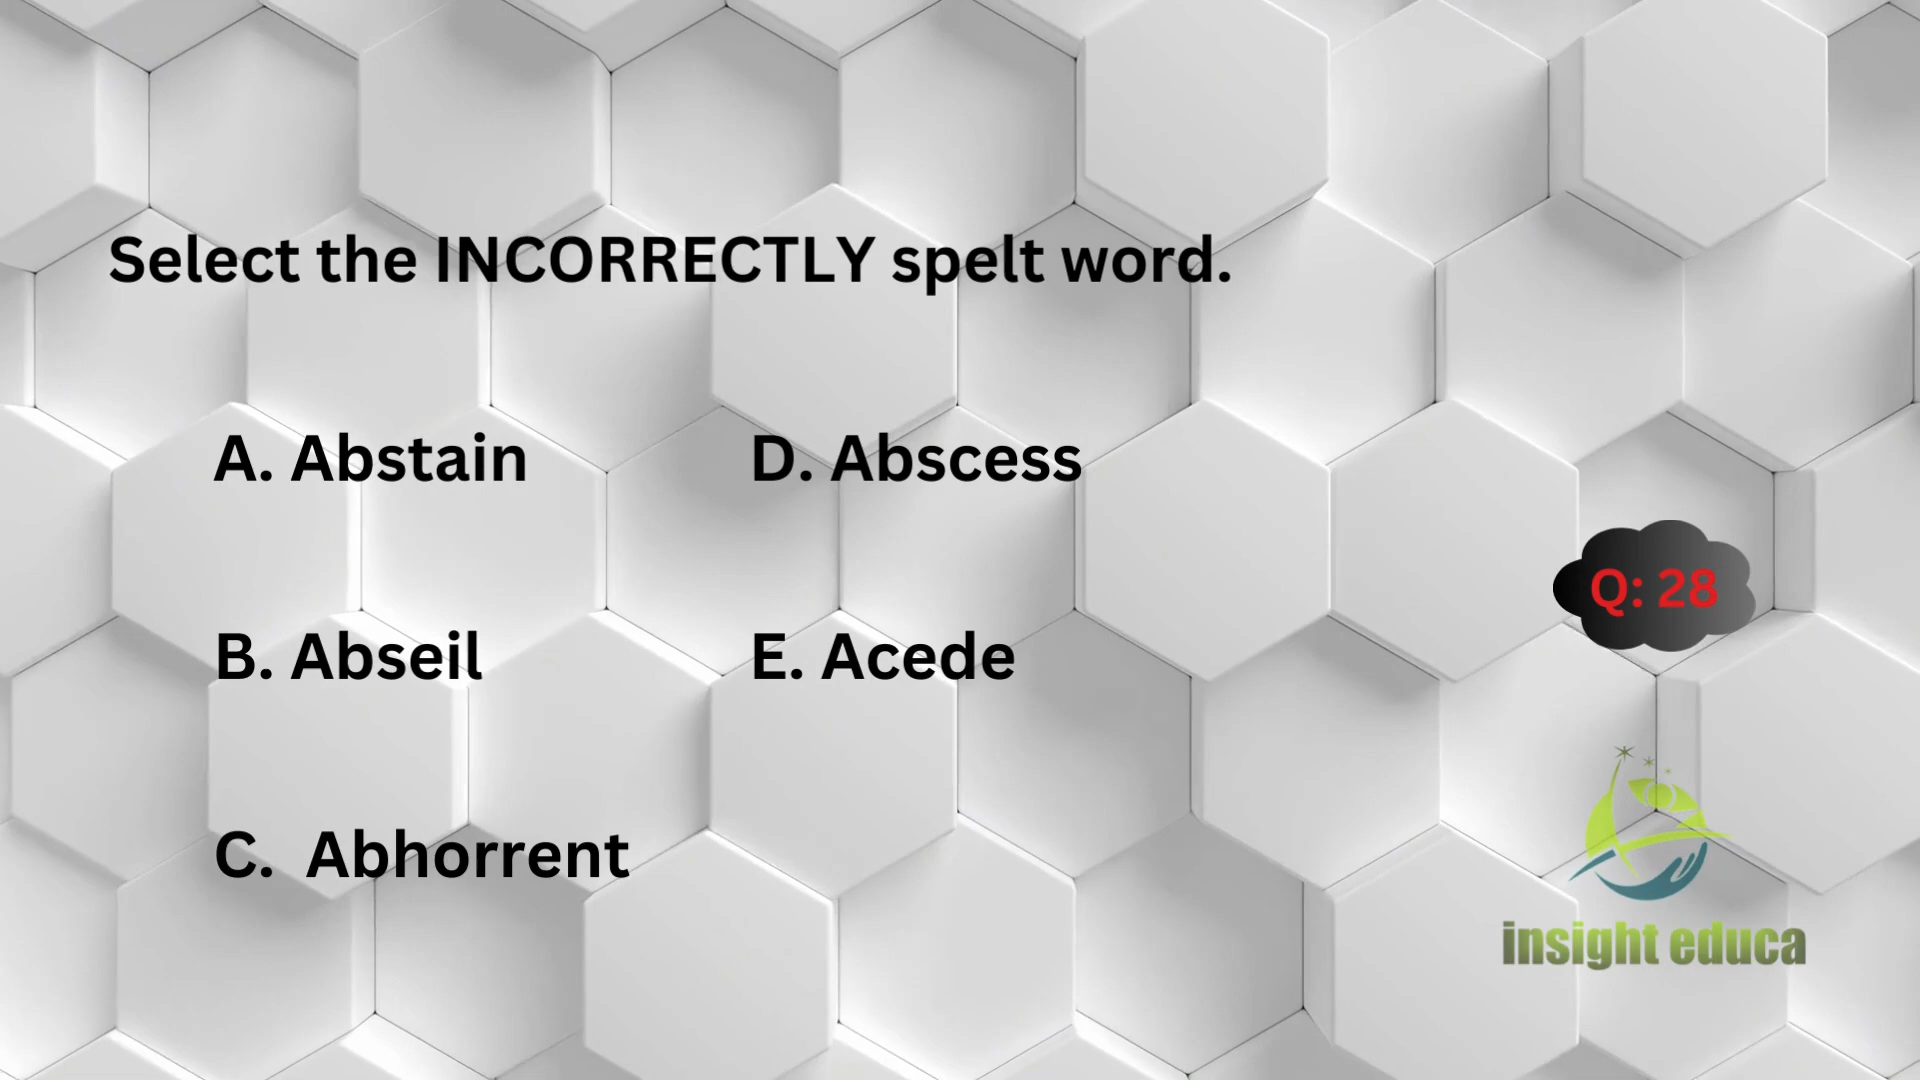 Select the INCORRECTLY spelt word.
A. Abstain
B. Abseil
C. Abhorrent
D. Abscess
E. Acede
Q: 28
insight educa